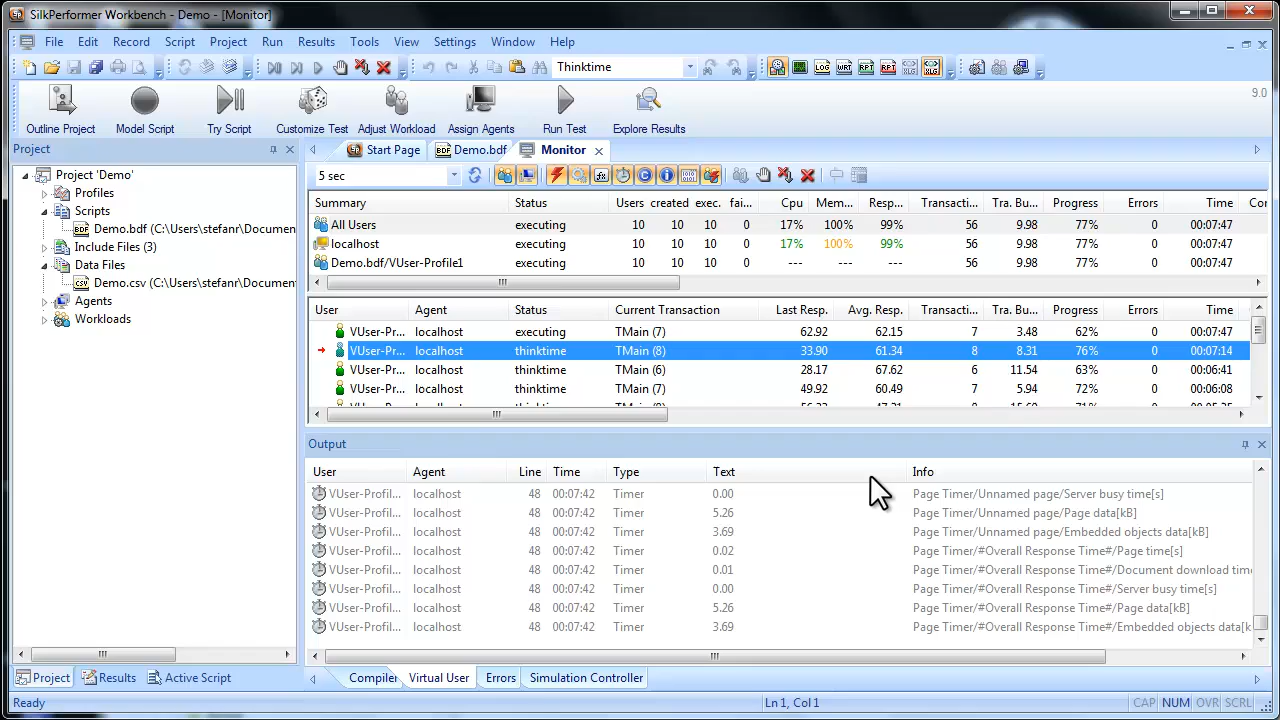 SilkPerformer Workbench - Demo - [Monitor]
File Edit Record Script Project Run Results Tools View Settings Window Help
Thinktime
Outline Project Model Script Try Script Customize Test Adjust Workload Assign Agents Run Test Explore Results
9.0
Project
Start Page Demo.bdf Monitor
Project 'Demo'
Profiles
Scripts
Demo.bdf (C:\Users\stefanr\Documen
Include Files (3)
Data Files
Demo.csv (C:\Users\stefanr\Documen
Agents
Workloads
5 sec
Summary Status Users created exec. fai... Cpu Mem... Resp... Transacti... Tra. Bu... Progress Errors Time
All Users executing 10 10 10 0 17% 100% 99% 56 9.98 77% 0 00:07:47
localhost executing 10 10 10 0 17% 100% 99% 56 9.98 77% 0 00:07:47
Demo.bdf/VUser-Profile1 executing 10 10 10 0 --- --- --- 56 9.98 77% 0 00:07:47
User Agent Status Current Transaction Last Resp. Avg. Resp. Transacti... Tra. Bu... Progress Errors Time
VUser-Pr... localhost executing TMain (7) 62.92 62.15 7 3.48 62% 0 00:07:47
VUser-Pr... localhost thinktime TMain (8) 33.90 61.34 8 8.31 76% 0 00:07:14
VUser-Pr... localhost thinktime TMain (6) 28.17 67.62 6 11.54 63% 0 00:06:41
VUser-Pr... localhost thinktime TMain (7) 49.92 60.49 7 5.94 72% 0 00:06:08
Output
User Agent Line Time Type Text Info
VUser-Profil... localhost 48 00:07:42 Timer 0.00 Page Timer/Unnamed page/Server busy time[s]
VUser-Profil... localhost 48 00:07:42 Timer 5.26 Page Timer/Unnamed page/Page data[kB]
VUser-Profil... localhost 48 00:07:42 Timer 3.69 Page Timer/Unnamed page/Embedded objects data[kB]
VUser-Profil... localhost 48 00:07:42 Timer 0.02 Page Timer/#Overall Response Time#/Page time[s]
VUser-Profil... localhost 48 00:07:42 Timer 0.01 Page Timer/#Overall Response Time#/Document download time
VUser-Profil... localhost 48 00:07:42 Timer 0.00 Page Timer/#Overall Response Time#/Server busy time[s]
VUser-Profil... localhost 48 00:07:42 Timer 5.26 Page Timer/#Overall Response Time#/Page data[kB]
VUser-Profil... localhost 48 00:07:42 Timer 3.69 Page Timer/#Overall Response Time#/Embedded objects data[k
Project Results Active Script
Compiler Virtual User Errors Simulation Controller
Ready Ln 1, Col 1 CAP NUM OVR SCRL